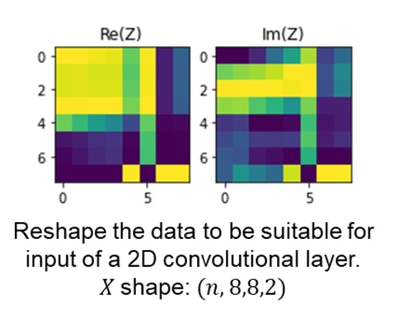 Re(Z) Im(Z)
0 0
2 2
4 4
6 6
0 5 0 5
Reshape the data to be suitable for
input of a 2D convolutional layer.
X shape: (n, 8,8,2)